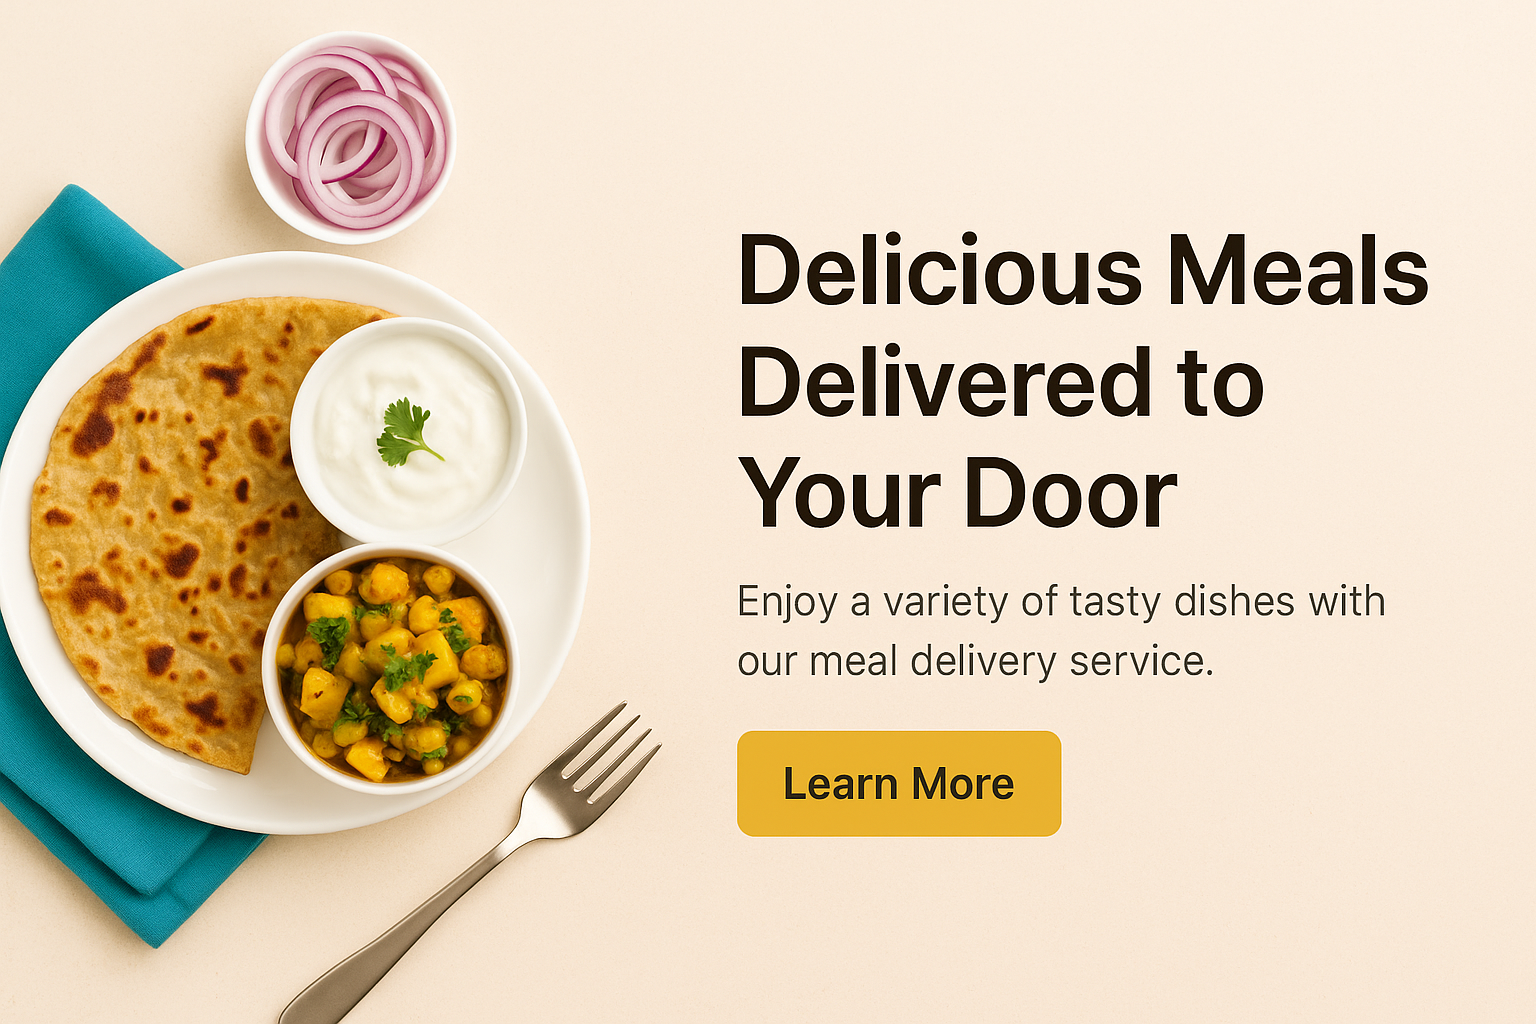 Delicious Meals
Delivered to
Your Door
Enjoy a variety of tasty dishes with
our meal delivery service.
Learn More